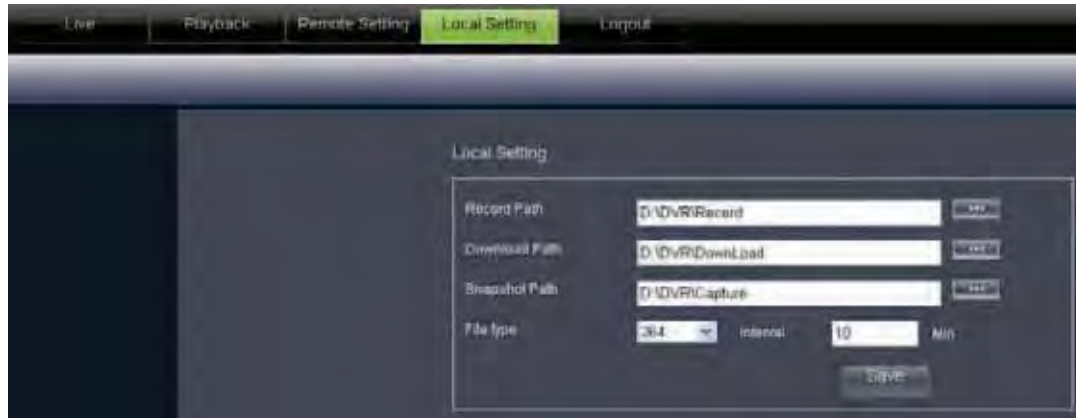 Live Playback Remote Setting Local Setting Logout
Local Setting
Record Path D:\DVR\Record
Download Path D:\DVR\DownLoad
Snapshot Path D:\DVR\Capture
File type 264 Interval 10 Min
Save